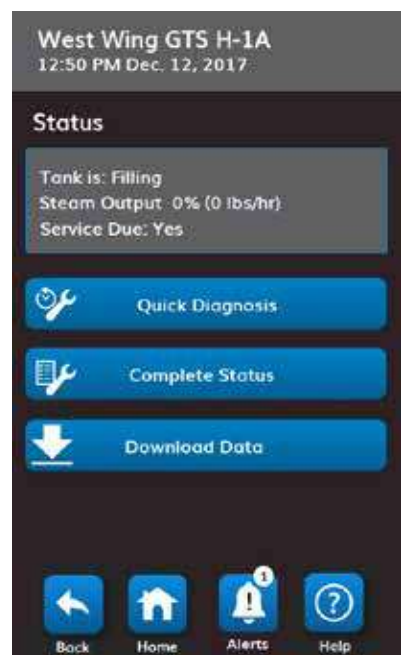 West Wing GTS H-1A
12:50 PM Dec. 12, 2017
Status
Tank is: Filling
Steam Output 0% (0 lbs/hr)
Service Due: Yes
Quick Diagnosis
Complete Status
Download Data
1
Back Home Alerts Help